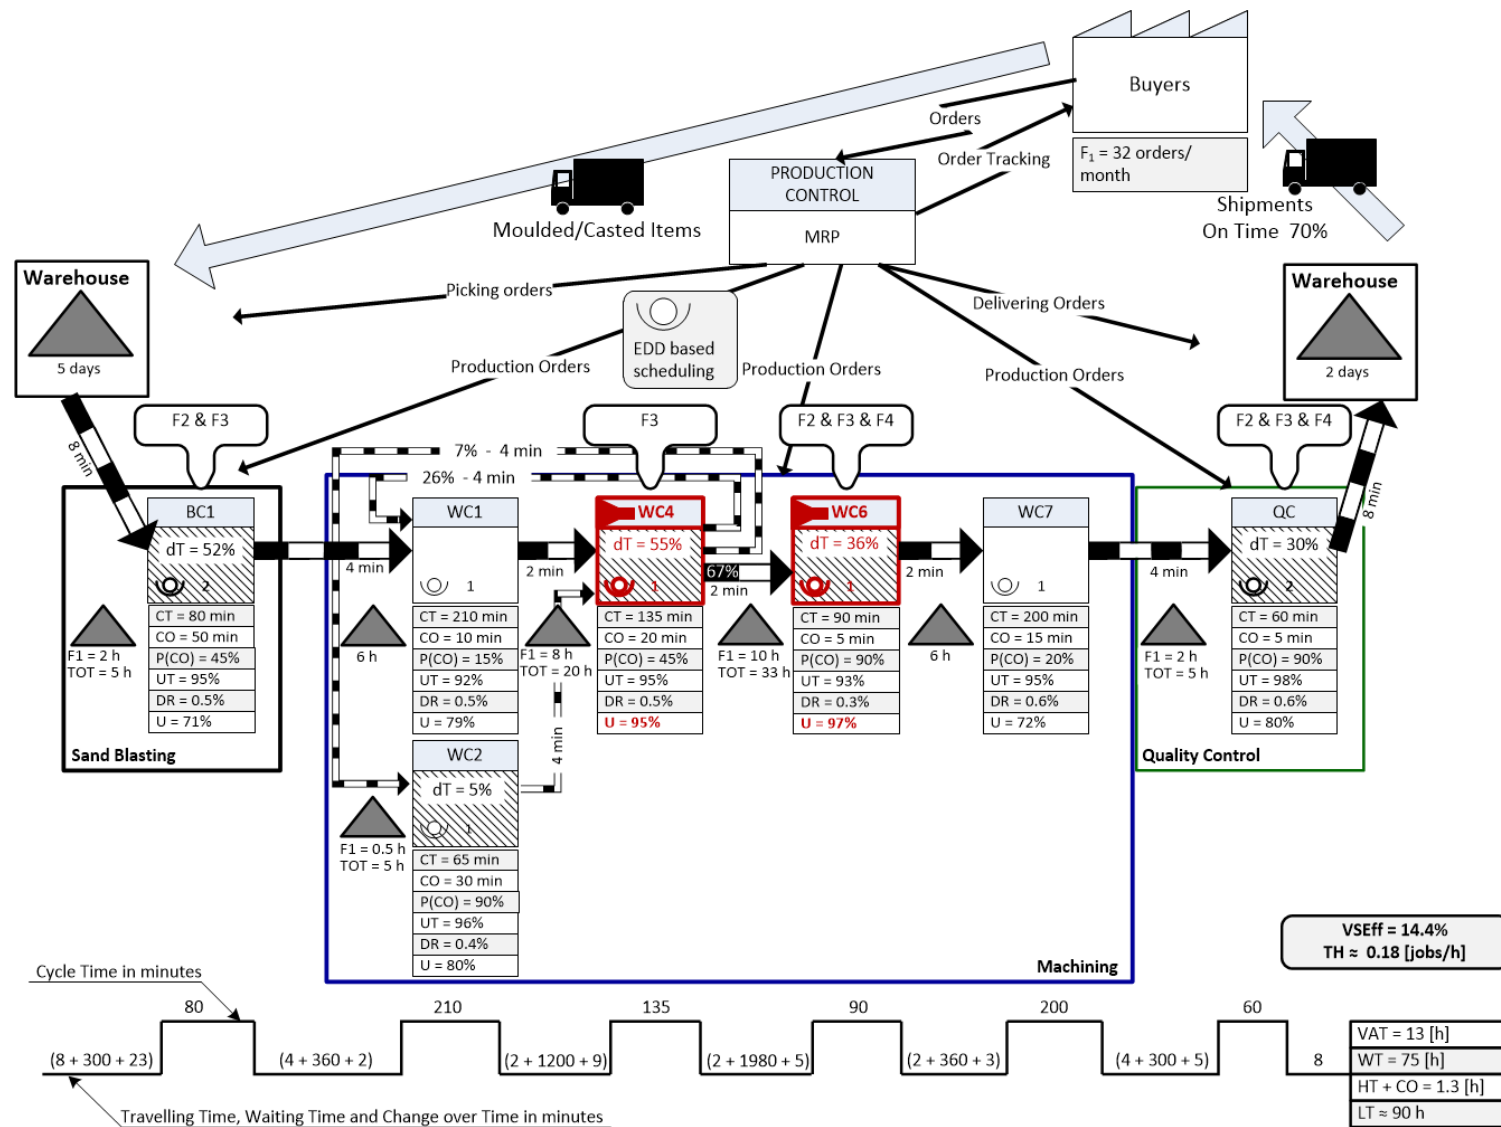 Buyers
F₁ = 32 orders/
month
Orders
Order Tracking
Shipments
On Time 70%
PRODUCTION
CONTROL
MRP
Moulded/Casted Items
Warehouse
5 days
Warehouse
2 days
Picking orders
Delivering Orders
EDD based
scheduling
Production Orders
Production Orders
Production Orders
8 min
F2 & F3
F3
F2 & F3 & F4
F2 & F3 & F4
7% - 4 min
26% - 4 min
BC1
dT = 52%
2
CT = 80 min
CO = 50 min
P(CO) = 45%
UT = 95%
DR = 0.5%
U = 71%
F1 = 2 h
TOT = 5 h
Sand Blasting
4 min
WC1
1
CT = 210 min
CO = 10 min
P(CO) = 15%
UT = 92%
DR = 0.5%
U = 79%
6 h
2 min
WC2
dT = 5%
1
CT = 65 min
CO = 30 min
P(CO) = 90%
UT = 96%
DR = 0.4%
U = 80%
F1 = 0.5 h
TOT = 5 h
4 min
F1 = 8 h
TOT = 20 h
WC4
dT = 55%
1
CT = 135 min
CO = 20 min
P(CO) = 45%
UT = 95%
DR = 0.5%
U = 95%
67%
2 min
F1 = 10 h
TOT = 33 h
WC6
dT = 36%
1
CT = 90 min
CO = 5 min
P(CO) = 90%
UT = 93%
DR = 0.3%
U = 97%
2 min
6 h
WC7
1
CT = 200 min
CO = 15 min
P(CO) = 20%
UT = 95%
DR = 0.6%
U = 72%
Machining
4 min
F1 = 2 h
TOT = 5 h
QC
dT = 30%
2
CT = 60 min
CO = 5 min
P(CO) = 90%
UT = 98%
DR = 0.6%
U = 80%
Quality Control
8 min
VSEff = 14.4%
TH ≈ 0.18 [jobs/h]
Cycle Time in minutes
80
210
135
90
200
60
(8 + 300 + 23)
(4 + 360 + 2)
(2 + 1200 + 9)
(2 + 1980 + 5)
(2 + 360 + 3)
(4 + 300 + 5)
8
VAT = 13 [h]
WT = 75 [h]
HT + CO = 1.3 [h]
LT ≈ 90 h
Travelling Time, Waiting Time and Change over Time in minutes